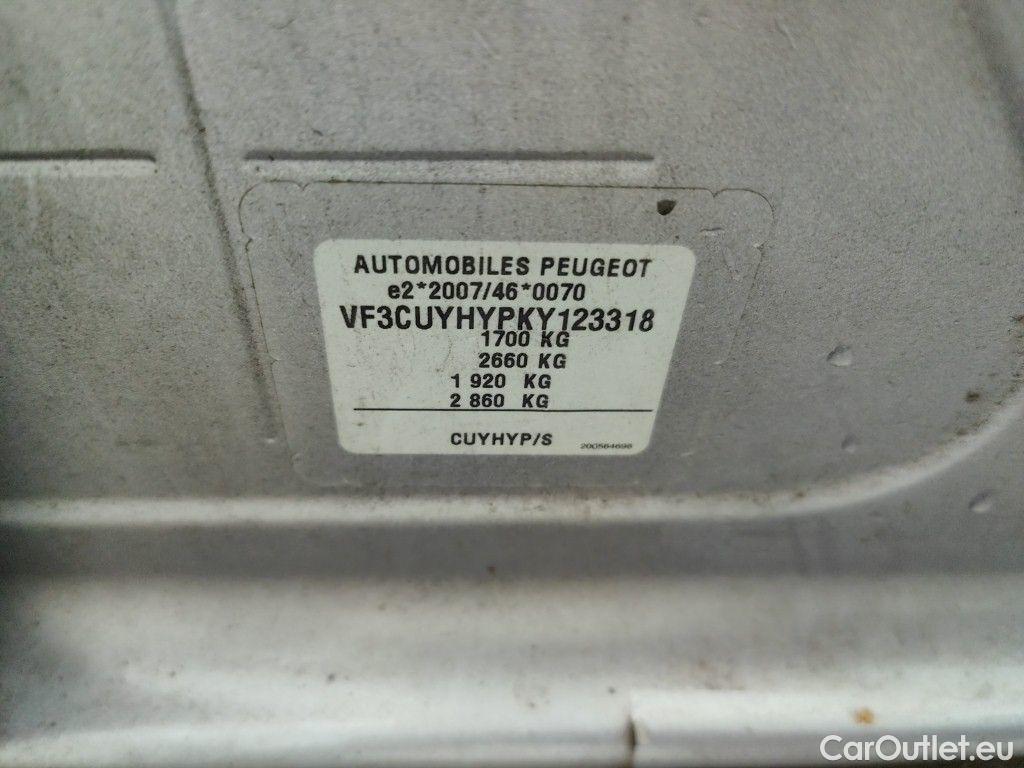 AUTOMOBILES PEUGEOT
e2*2007/46*0070
VF3CUYHYPKY123318
1700 KG
2660 KG
1 920 KG
2 860 KG
CUYHYP/S 200564698
CarOutlet.eu